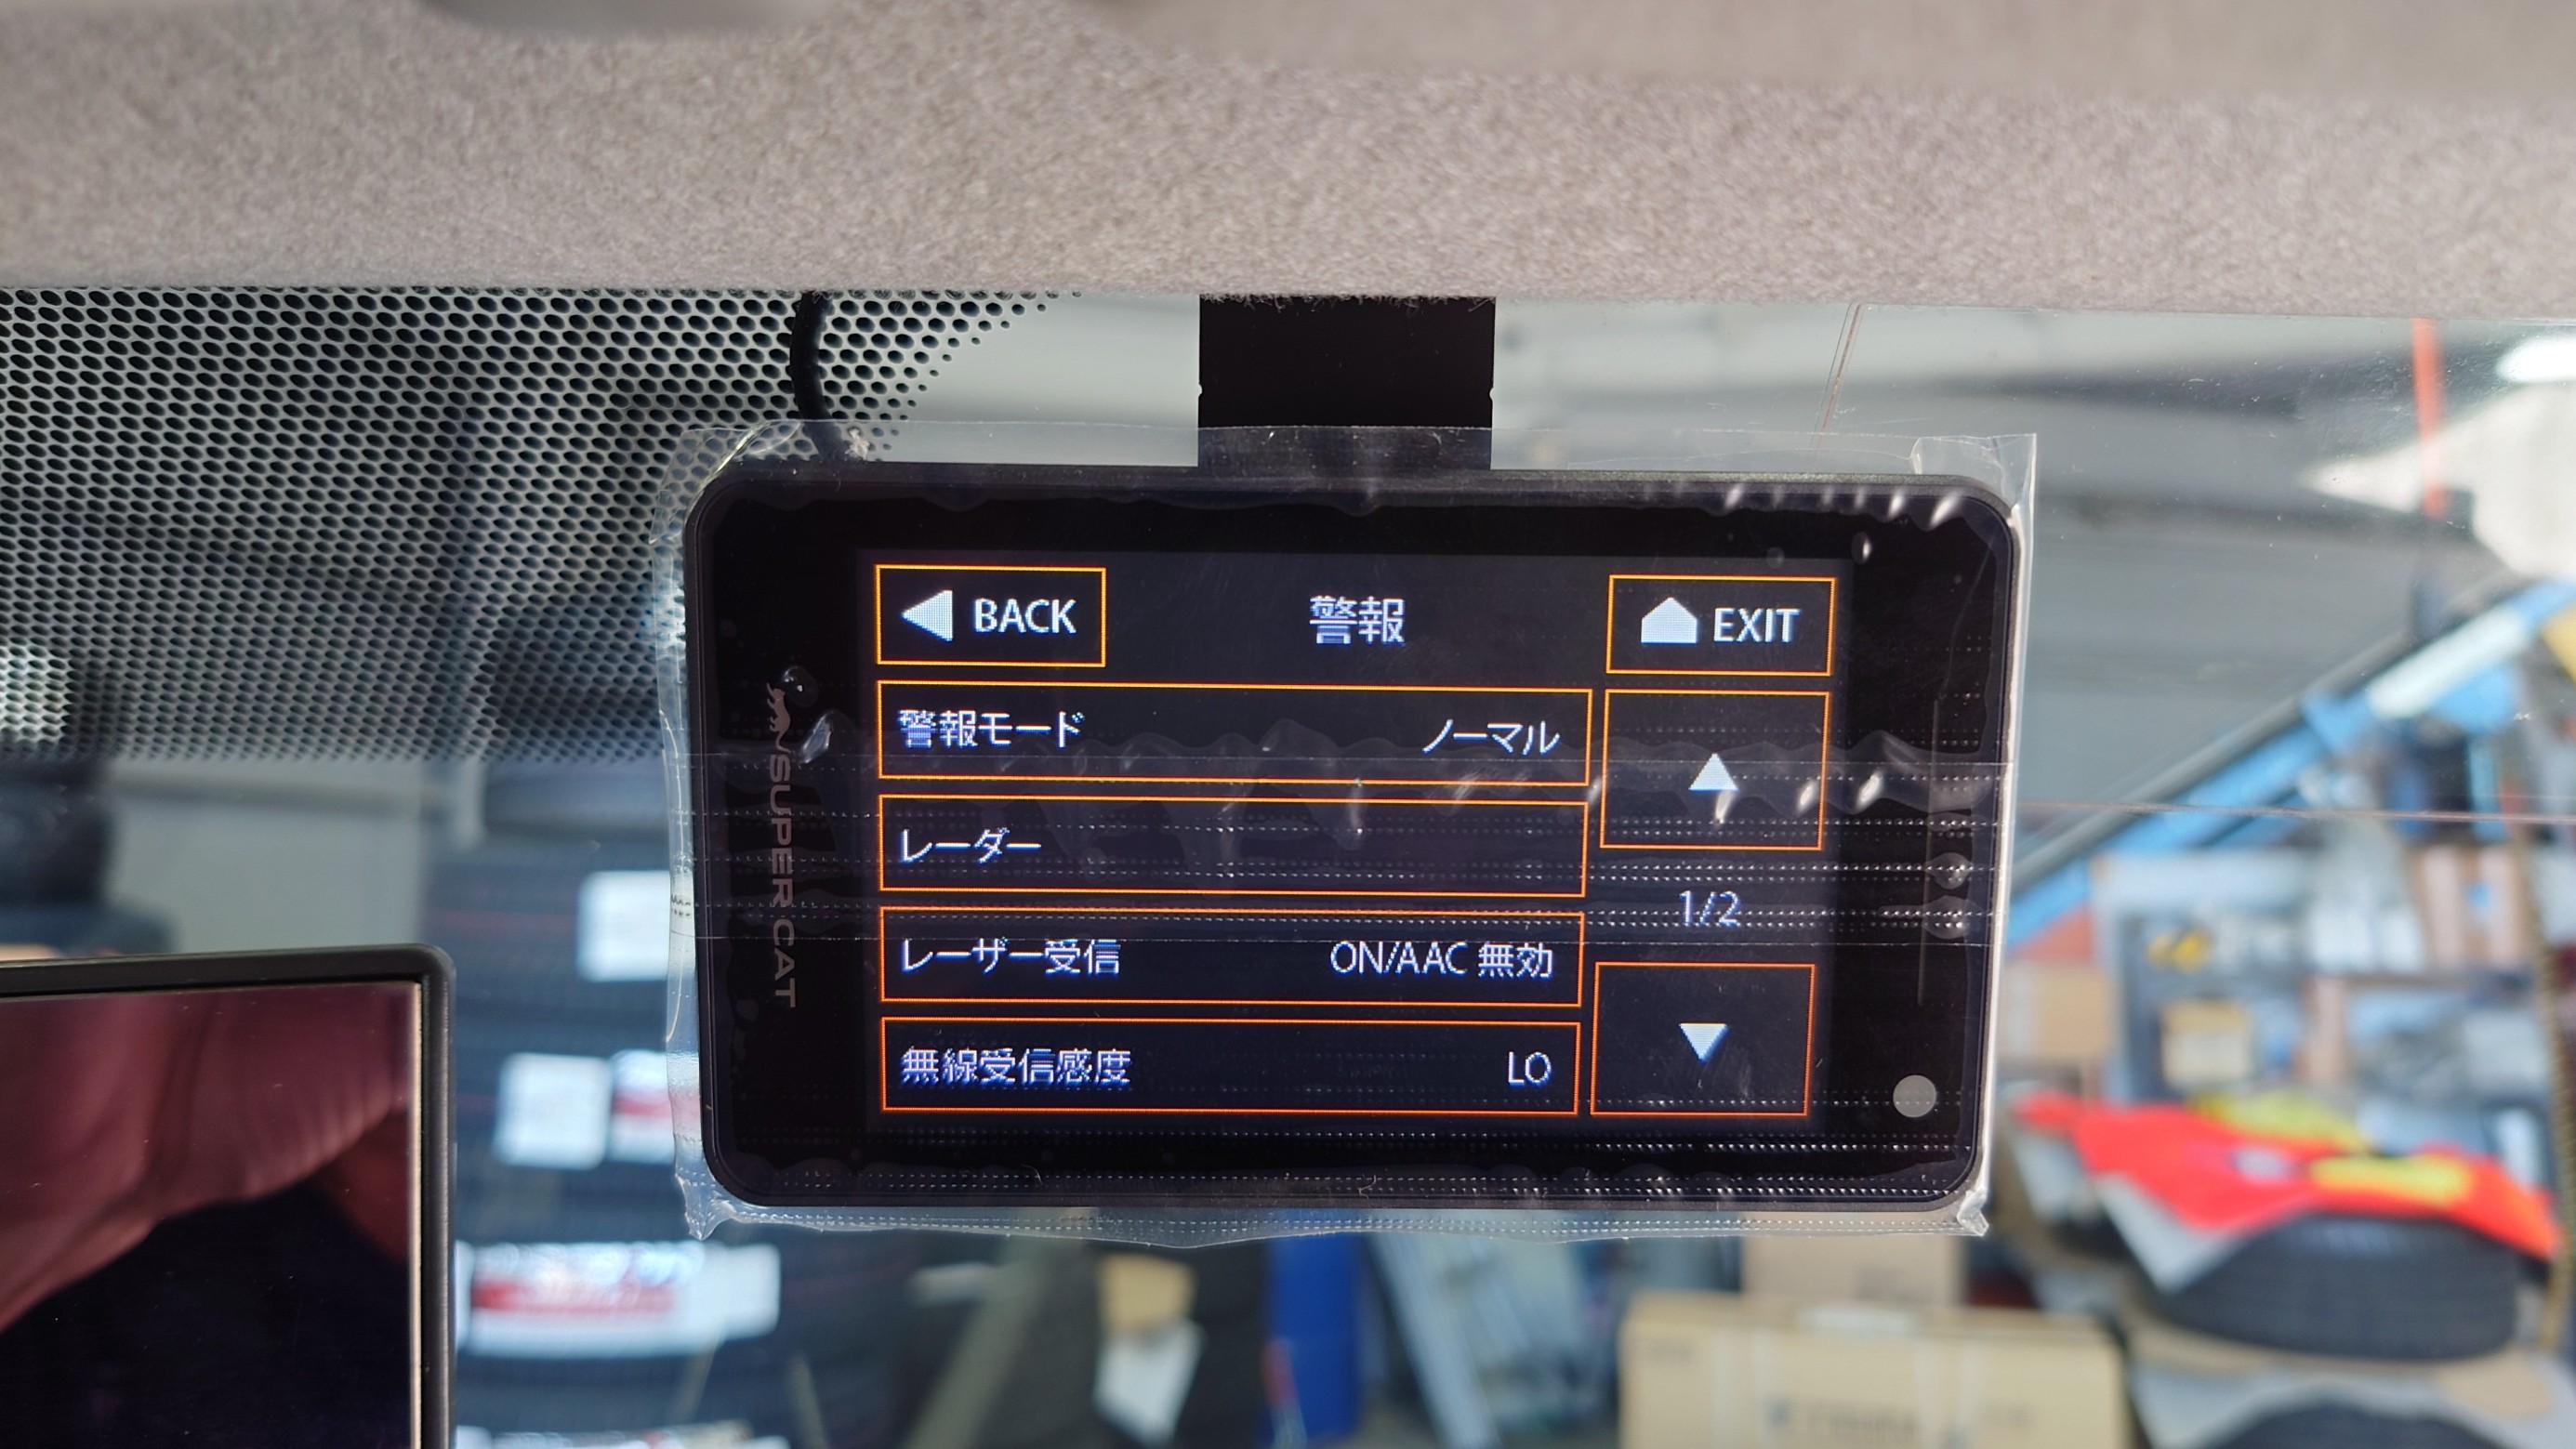 BACK
警報
EXIT
警報モード ノーマル
レーダー
レーザー受信 ON/AAC 無効
1/2
無線受信感度 LO
SUPER CAT